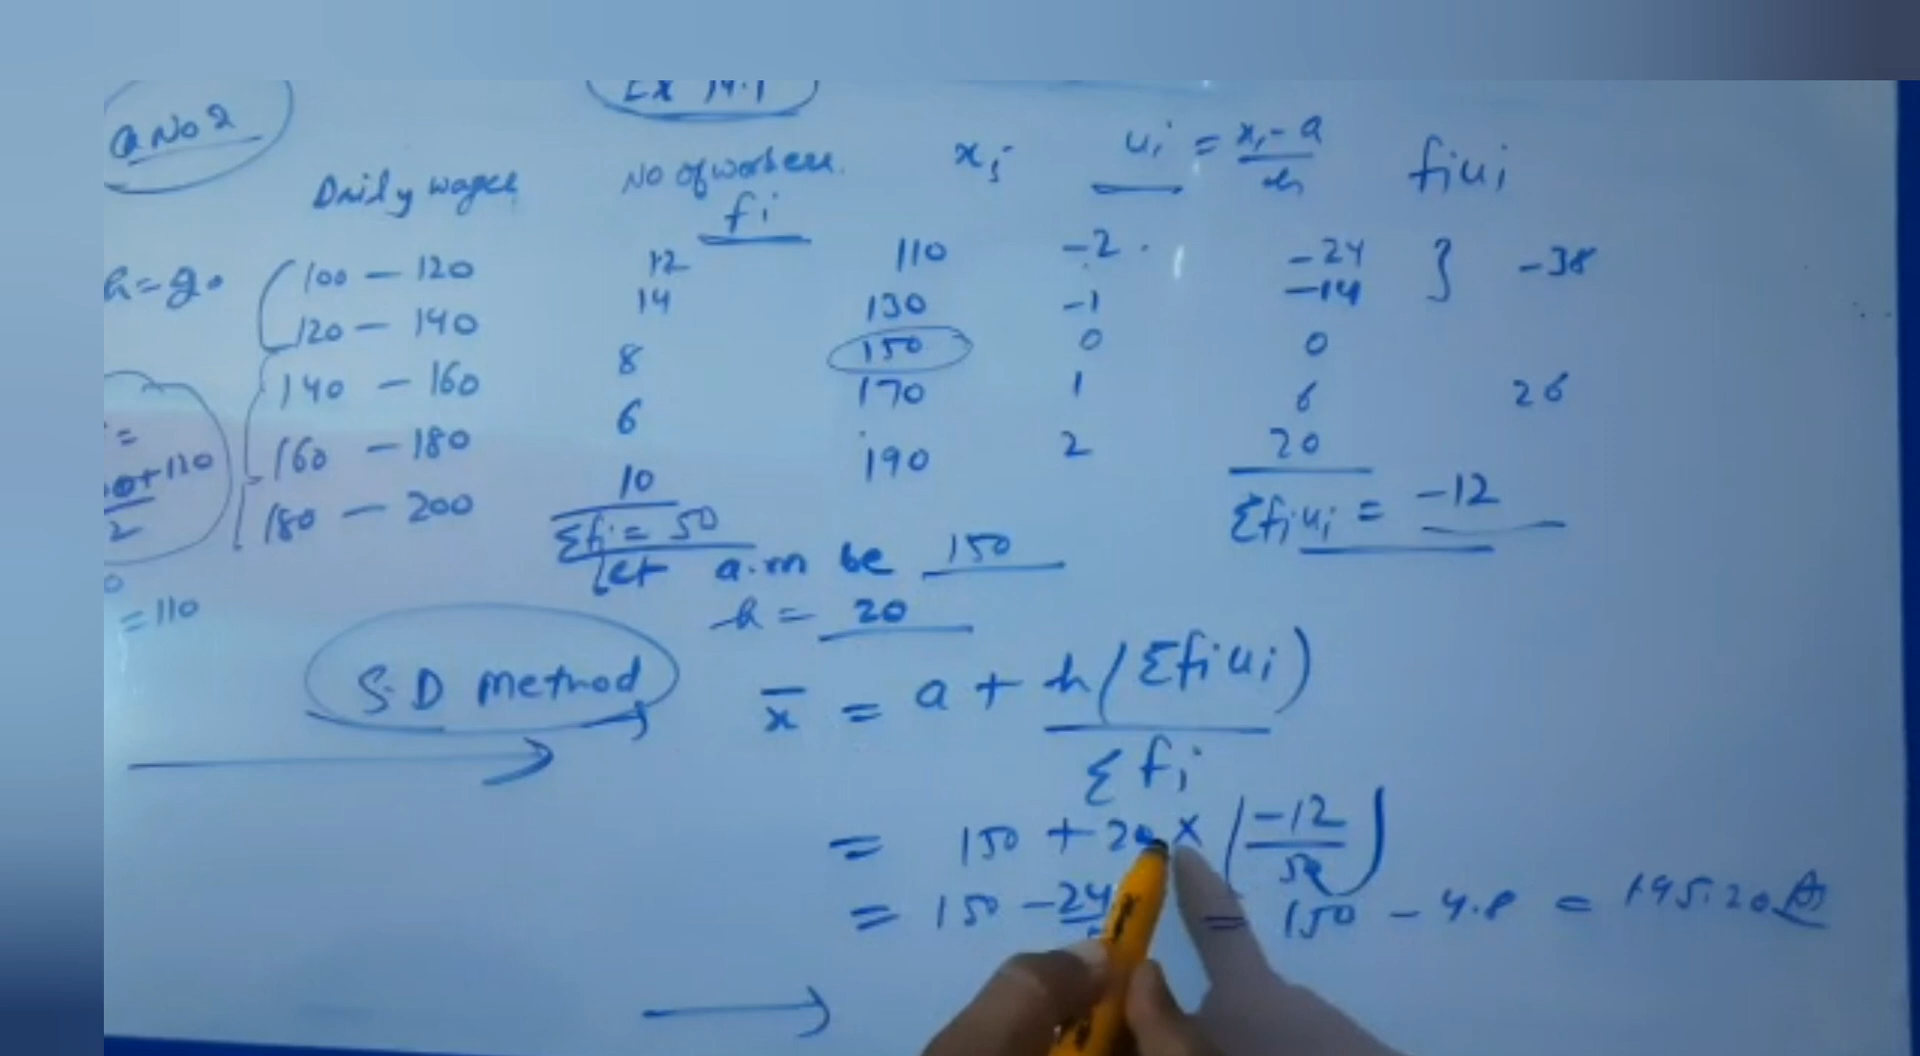 Q No 2
Ex 14.1
Daily wages
No of workers
fi
xi
ui = xi - a / h
fiui
h = 20
100 - 120 12 110 -2 -24 } -38
120 - 140 14 130 -1 -14
140 - 160 8 150 0 0
160 - 180 6 170 1 6 26
180 - 200 10 190 2 20
Σfi = 50
Σfiui = -12
+120
2
= 110
let a.m be 150
h = 20
S.D method
x̄ = a + h(Σfiui) / Σfi
= 150 + 20 × (-12 / 50)
= 150 - 24 = 150 - 4.8 = 145.20